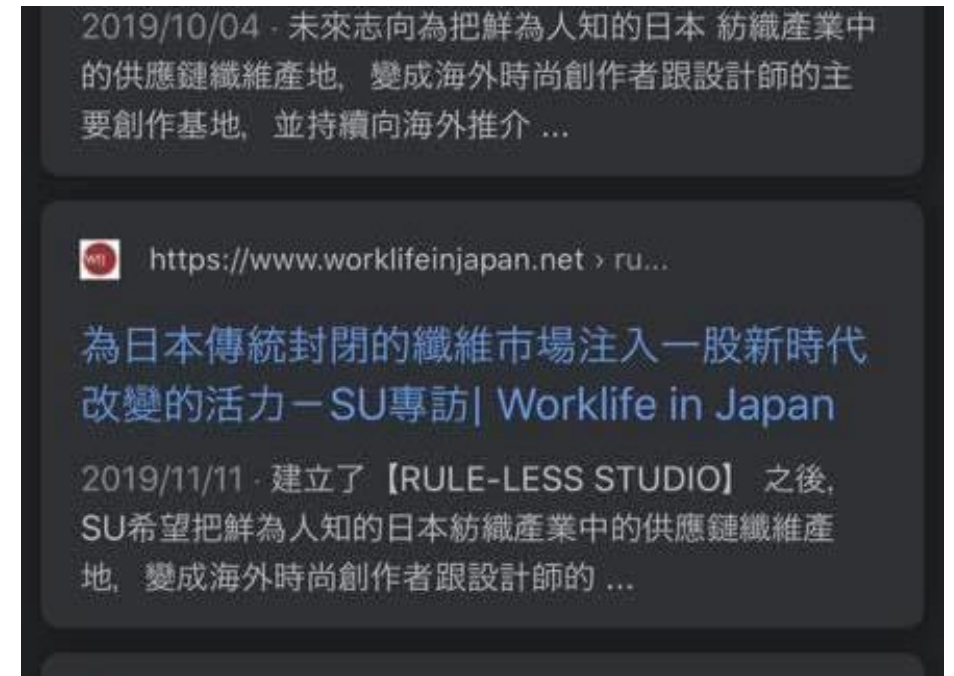 2019/10/04 · 未來志向為把鮮為人知的日本 紡織產業中
的供應鏈纖維產地，變成海外時尚創作者跟設計師的主
要創作基地，並持續向海外推介 ...
https://www.worklifeinjapan.net › ru...
為日本傳統封閉的纖維市場注入一股新時代
改變的活力－SU專訪| Worklife in Japan
2019/11/11 · 建立了【RULE-LESS STUDIO】 之後，
SU希望把鮮為人知的日本紡織產業中的供應鏈纖維產
地，變成海外時尚創作者跟設計師的 ...